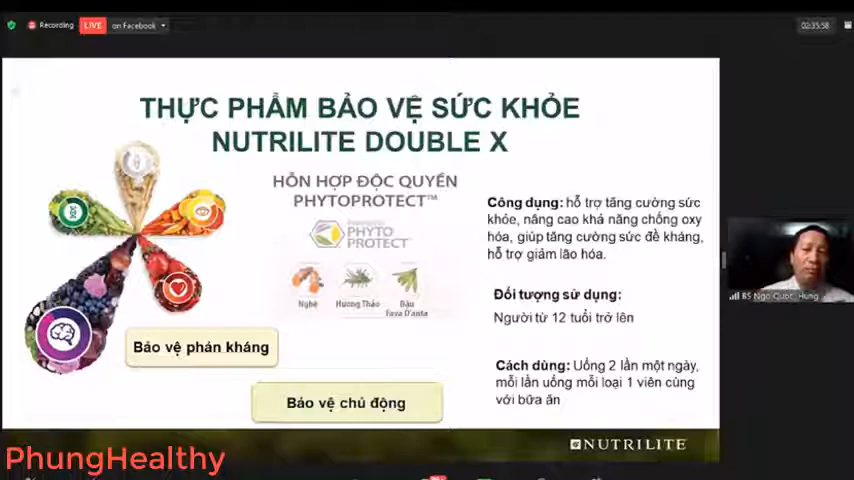 Recording
LIVE
on Facebook
02:35:58
THỰC PHẨM BẢO VỆ SỨC KHỎE
NUTRILITE DOUBLE X
HỖN HỢP ĐỘC QUYỀN
PHYTOPROTECT™
PHYTO
PROTECT
Nghệ
Hương Thảo
Đậu
Fava D'anta
Bảo vệ phản kháng
Bảo vệ chủ động
Công dụng: hỗ trợ tăng cường sức
khỏe, nâng cao khả năng chống oxy
hóa, giúp tăng cường sức đề kháng,
hỗ trợ giảm lão hóa.
Đối tượng sử dụng:
Người từ 12 tuổi trở lên
Cách dùng: Uống 2 lần một ngày,
mỗi lần uống mỗi loại 1 viên cùng
với bữa ăn
BS Ngo Quoc Hung
NUTRILITE
PhungHealthy